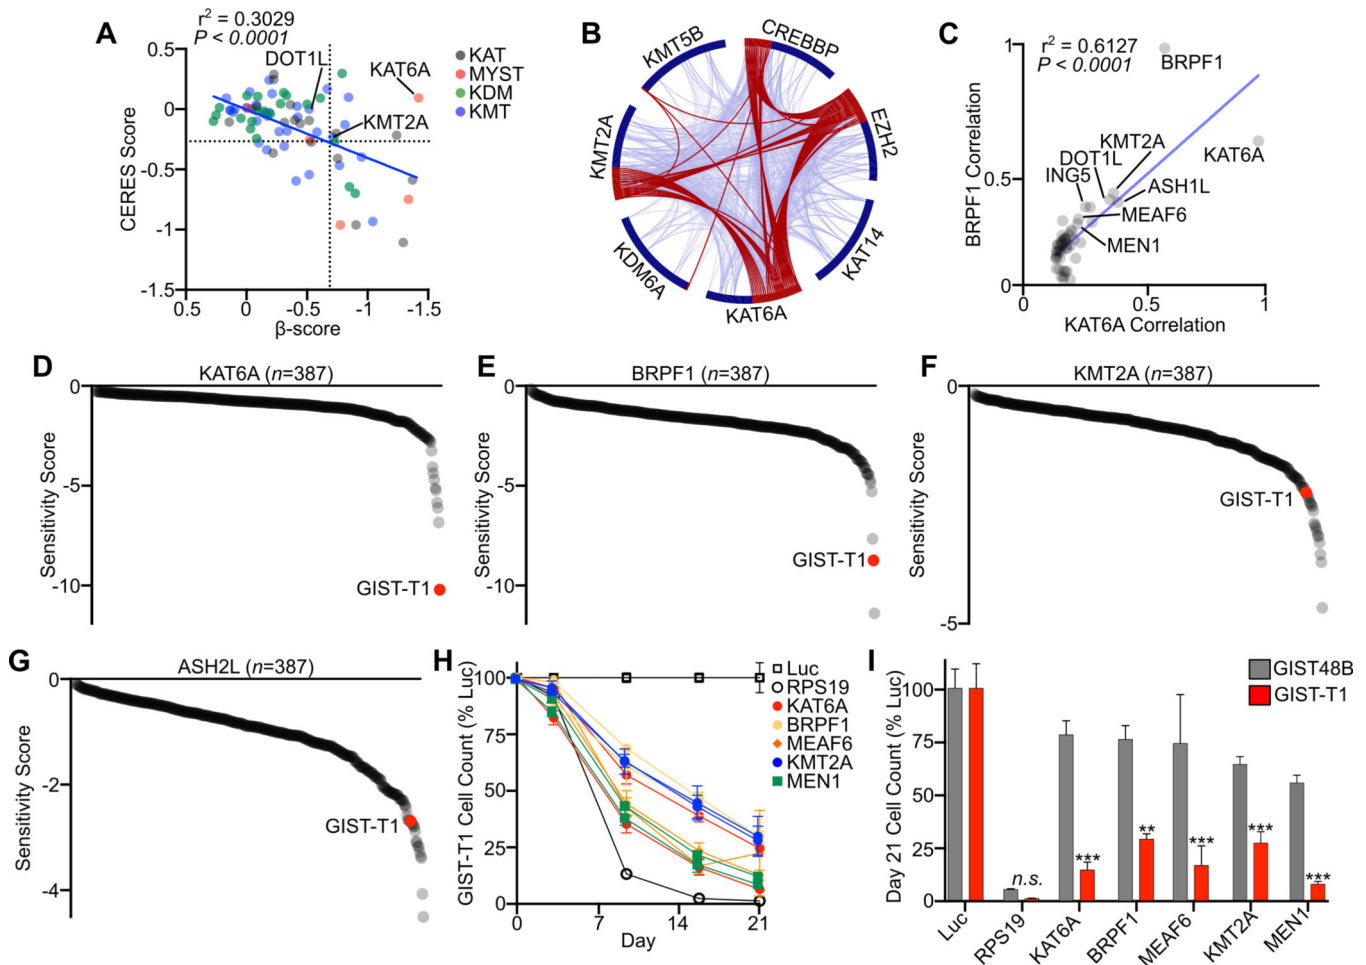 A
r² = 0.3029
P < 0.0001
DOT1L
KAT6A
KMT2A
KAT
MYST
KDM
KMT
0.5
0
-0.5
-1
-1.5
CERES Score
0.5
0
-0.5
-1
-1.5
β-score
B
KMT5B
CREBBP
EZH2
KAT14
KAT6A
KDM6A
KMT2A
C
r² = 0.6127
P < 0.0001
BRPF1
KMT2A
DOT1L
KAT6A
ING5
ASH1L
MEAF6
MEN1
1
0.5
0
BRPF1 Correlation
0
0.5
1
KAT6A Correlation
D
KAT6A (n=387)
0
-5
-10
Sensitivity Score
GIST-T1
E
BRPF1 (n=387)
0
-5
-10
Sensitivity Score
GIST-T1
F
KMT2A (n=387)
0
-5
Sensitivity Score
GIST-T1
G
ASH2L (n=387)
0
-2
-4
Sensitivity Score
GIST-T1
H
GIST-T1 Cell Count (% Luc)
100
75
50
25
0
0
7
14
21
Day
Luc
RPS19
KAT6A
BRPF1
MEAF6
KMT2A
MEN1
I
Day 21 Cell Count (% Luc)
100
75
50
25
0
GIST48B
GIST-T1
n.s.
***
**
***
***
***
Luc
RPS19
KAT6A
BRPF1
MEAF6
KMT2A
MEN1